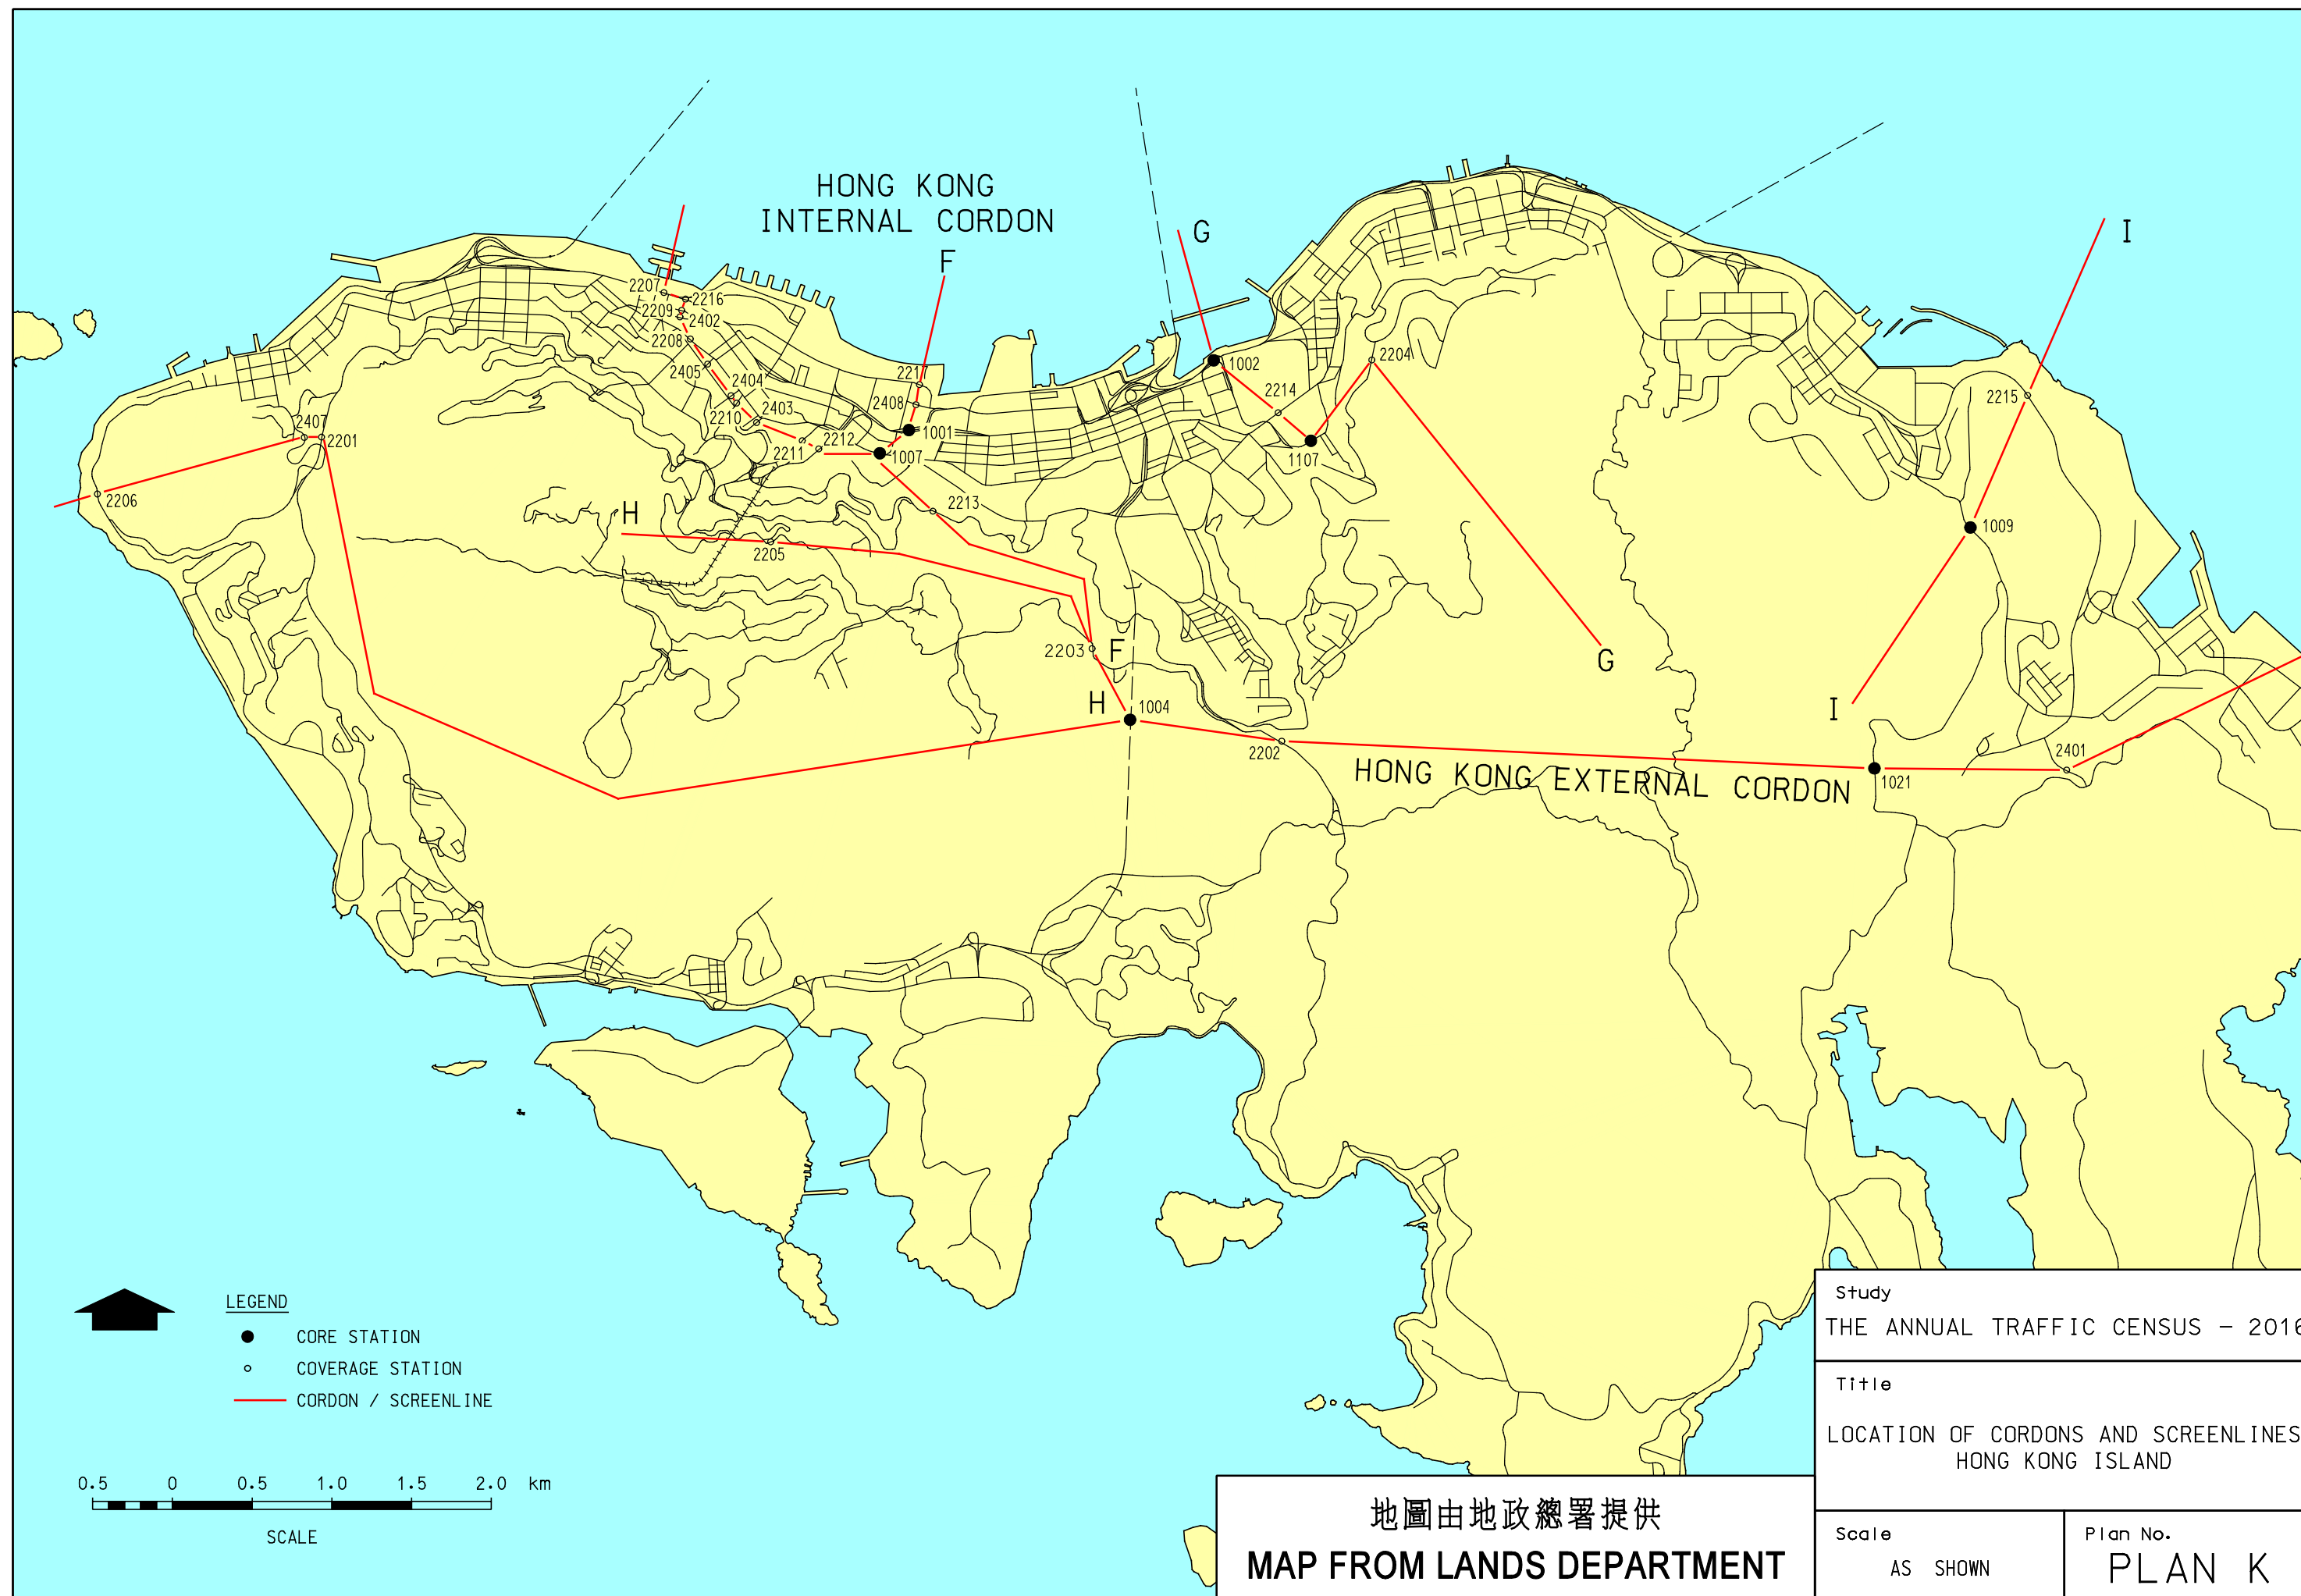 HONG KONG
INTERNAL CORDON
F
G
I
2207
2216
2209
2402
2208
2405
2404
2210
2403
221
2408
1001
2212
2211
1007
2213
1002
2214
2204
1107
2215
1009
2407
2201
2206
H
2205
2203
F
G
H
1004
I
2202
2401
1021
HONG KONG EXTERNAL CORDON
LEGEND
CORE STATION
COVERAGE STATION
CORDON / SCREENLINE
0.5 0 0.5 1.0 1.5 2.0 km
SCALE
地圖由地政總署提供
MAP FROM LANDS DEPARTMENT
Study
THE ANNUAL TRAFFIC CENSUS - 2016
Title
LOCATION OF CORDONS AND SCREENLINES
HONG KONG ISLAND
Scale
AS SHOWN
Plan No.
PLAN K